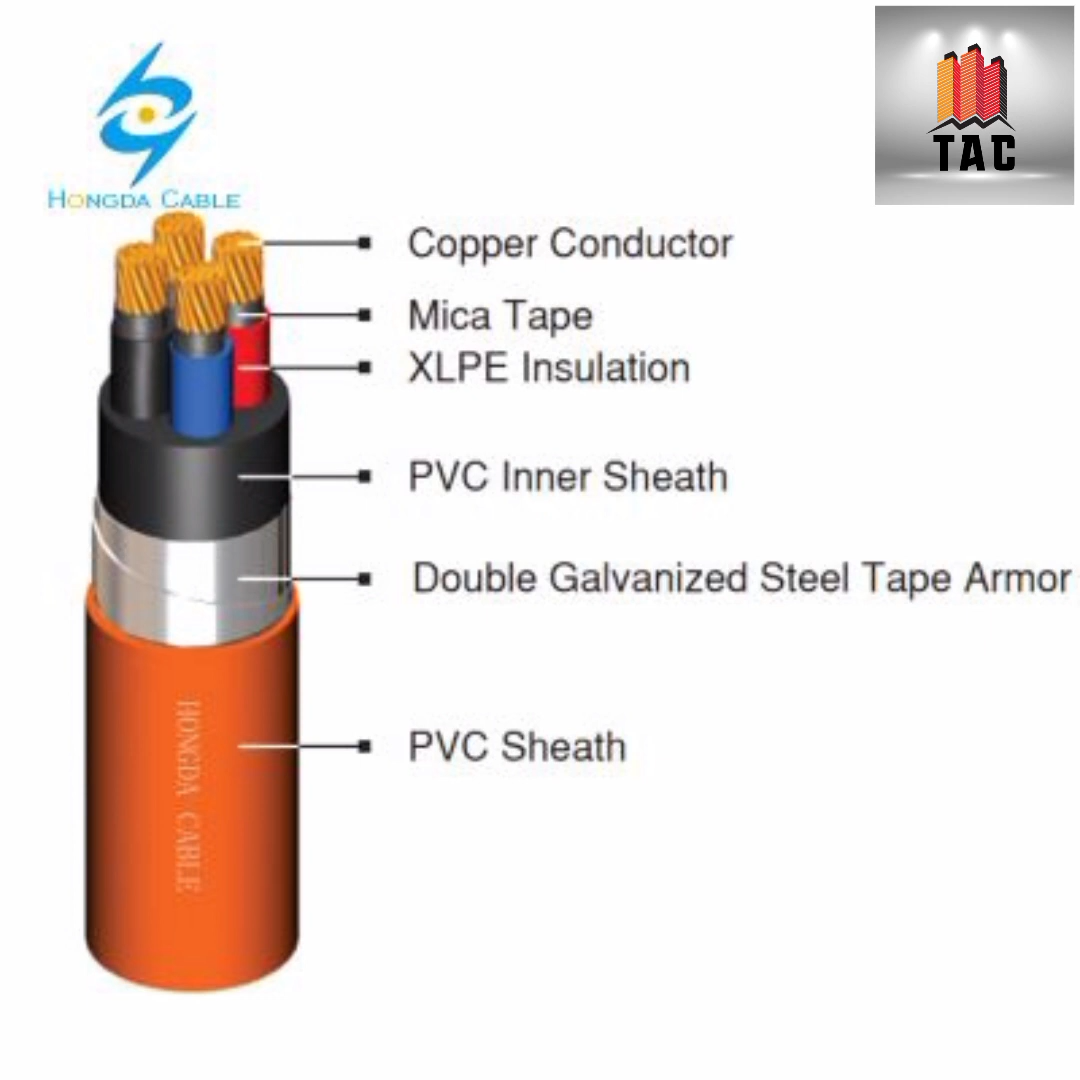 HONGDA CABLE
TAC
Copper Conductor
Mica Tape
XLPE Insulation
PVC Inner Sheath
Double Galvanized Steel Tape Armor
PVC Sheath
HONGDA CABLE